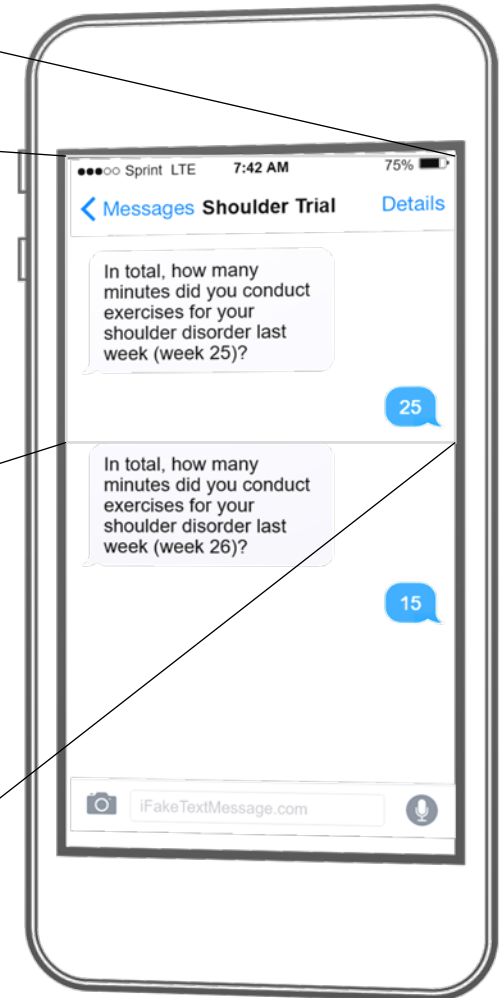 ●●●○○ Sprint LTE 7:42 AM 75%
Messages Shoulder Trial Details
In total, how many
minutes did you conduct
exercises for your
shoulder disorder last
week (week 25)?
25
In total, how many
minutes did you conduct
exercises for your
shoulder disorder last
week (week 26)?
15
iFakeTextMessage.com